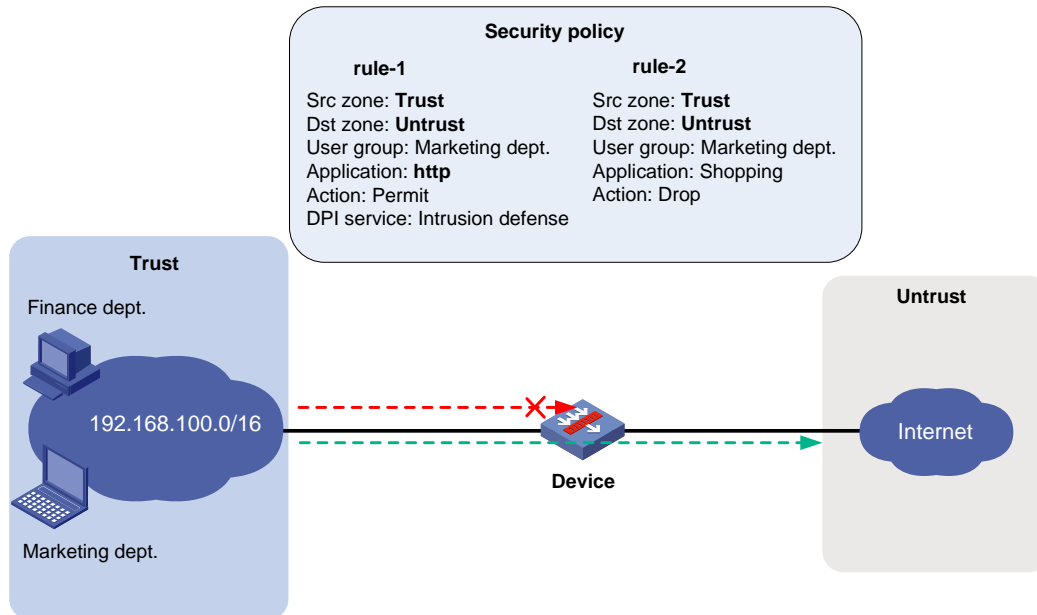 Security policy
rule-1
Src zone: Trust
Dst zone: Untrust
User group: Marketing dept.
Application: http
Action: Permit
DPI service: Intrusion defense
rule-2
Src zone: Trust
Dst zone: Untrust
User group: Marketing dept.
Application: Shopping
Action: Drop
Trust
Finance dept.
192.168.100.0/16
Marketing dept.
Device
Untrust
Internet